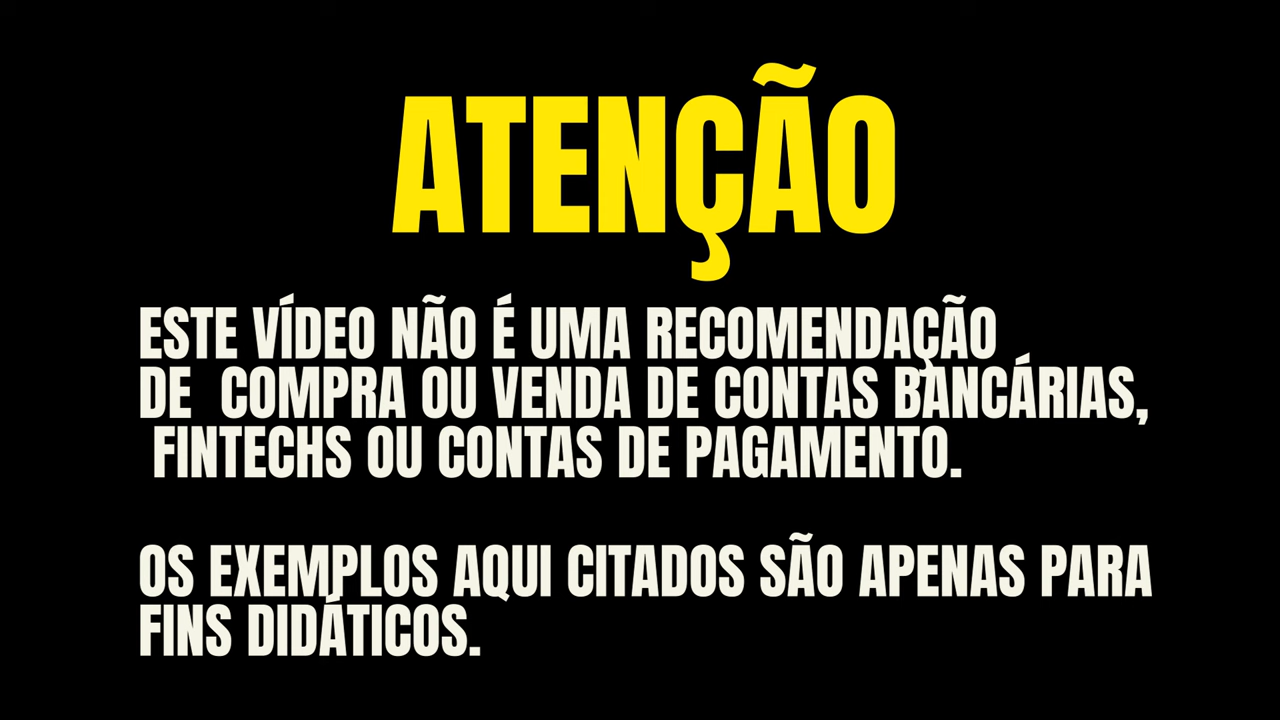 ATENÇÃO
ESTE VÍDEO NÃO É UMA RECOMENDAÇÃO
DE COMPRA OU VENDA DE CONTAS BANCÁRIAS,
FINTECHS OU CONTAS DE PAGAMENTO.
OS EXEMPLOS AQUI CITADOS SÃO APENAS PARA
FINS DIDÁTICOS.